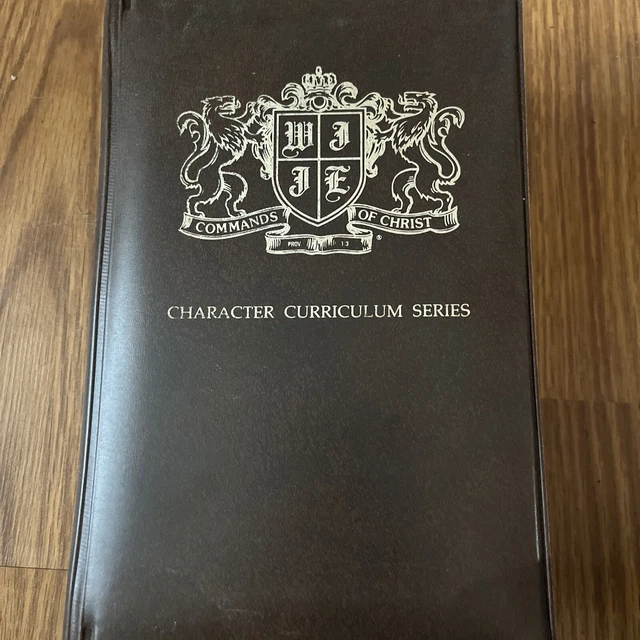 W J
J E
COMMANDS OF CHRIST
PROV 1:3
®
CHARACTER CURRICULUM SERIES